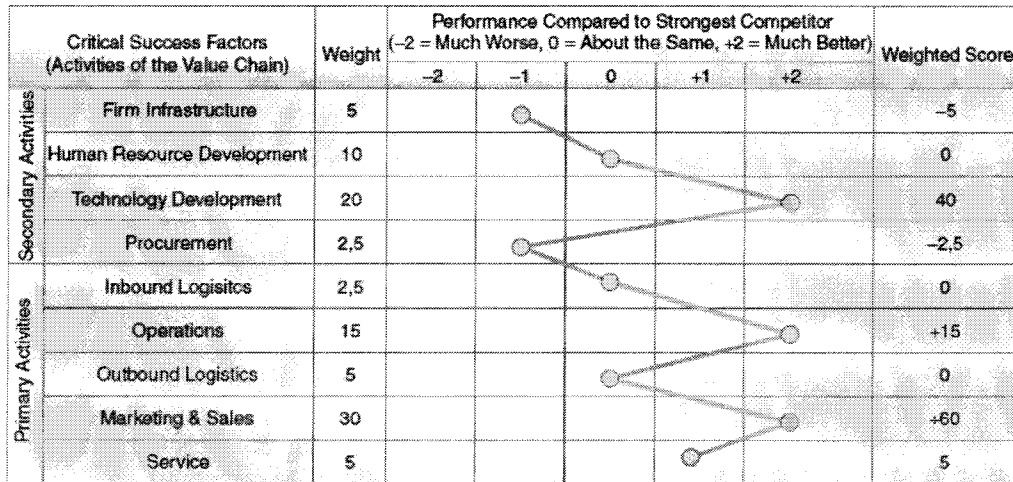 Critical Success Factors
(Activities of the Value Chain)
Weight
Performance Compared to Strongest Competitor
(–2 = Much Worse, 0 = About the Same, +2 = Much Better)
–2 –1 0 +1 +2
Weighted Score
Secondary Activities
Firm Infrastructure 5 –5
Human Resource Development 10 0
Technology Development 20 40
Procurement 2,5 –2,5
Primary Activities
Inbound Logisitcs 2,5 0
Operations 15 +15
Outbound Logistics 5 0
Marketing & Sales 30 +60
Service 5 5